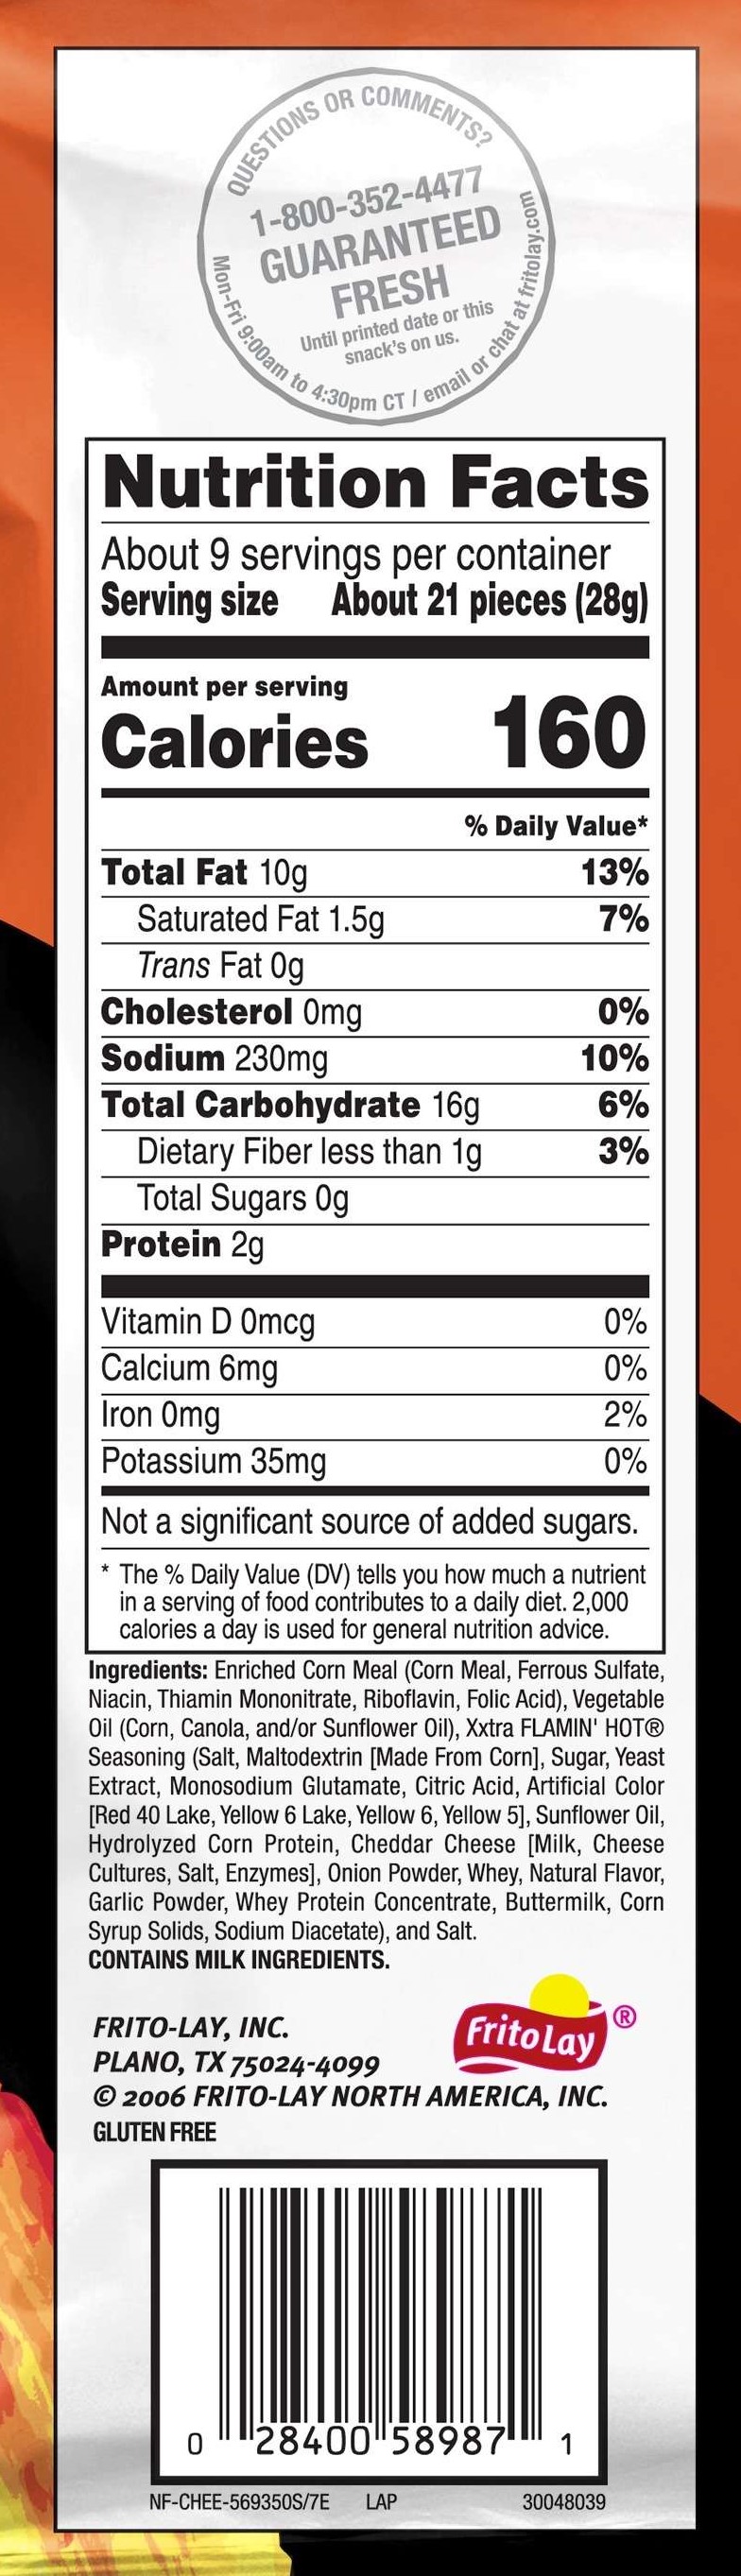 QUESTIONS OR COMMENTS?
1-800-352-4477
GUARANTEED
FRESH
Until printed date or this
snack's on us.
Mon-Fri 9:00am to 4:30pm CT / email or chat at fritolay.com
Nutrition Facts
About 9 servings per container
Serving size About 21 pieces (28g)
Amount per serving
Calories 160
% Daily Value*
Total Fat 10g 13%
Saturated Fat 1.5g 7%
Trans Fat 0g
Cholesterol 0mg 0%
Sodium 230mg 10%
Total Carbohydrate 16g 6%
Dietary Fiber less than 1g 3%
Total Sugars 0g
Protein 2g
Vitamin D 0mcg 0%
Calcium 6mg 0%
Iron 0mg 2%
Potassium 35mg 0%
Not a significant source of added sugars.
* The % Daily Value (DV) tells you how much a nutrient
in a serving of food contributes to a daily diet. 2,000
calories a day is used for general nutrition advice.
Ingredients: Enriched Corn Meal (Corn Meal, Ferrous Sulfate,
Niacin, Thiamin Mononitrate, Riboflavin, Folic Acid), Vegetable
Oil (Corn, Canola, and/or Sunflower Oil), Xxtra FLAMIN' HOT®
Seasoning (Salt, Maltodextrin [Made From Corn], Sugar, Yeast
Extract, Monosodium Glutamate, Citric Acid, Artificial Color
[Red 40 Lake, Yellow 6 Lake, Yellow 6, Yellow 5], Sunflower Oil,
Hydrolyzed Corn Protein, Cheddar Cheese [Milk, Cheese
Cultures, Salt, Enzymes], Onion Powder, Whey, Natural Flavor,
Garlic Powder, Whey Protein Concentrate, Buttermilk, Corn
Syrup Solids, Sodium Diacetate), and Salt.
CONTAINS MILK INGREDIENTS.
FRITO-LAY, INC.
PLANO, TX 75024-4099
© 2006 FRITO-LAY NORTH AMERICA, INC.
GLUTEN FREE
FritoLay ®
0 28400 58987 1
NF-CHEE-569350S/7E LAP 30048039